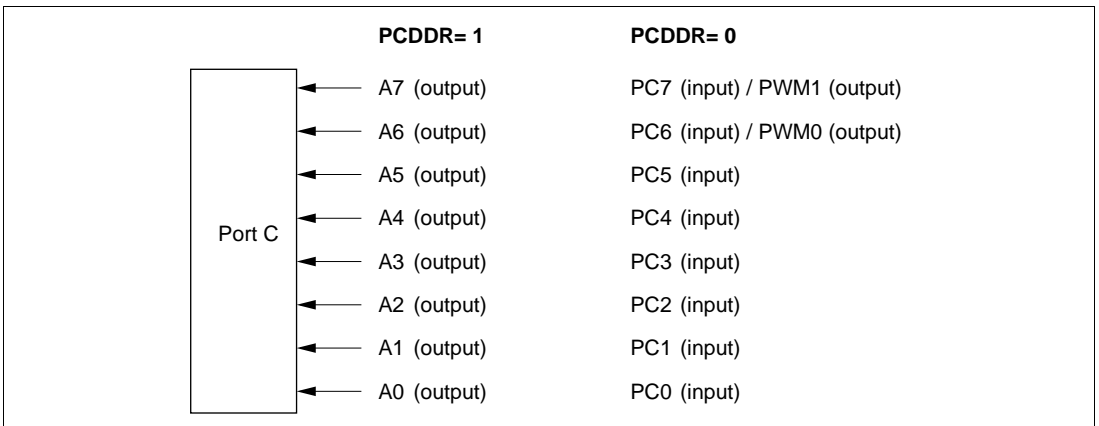 PCDDR= 1 PCDDR= 0
A7 (output) PC7 (input) / PWM1 (output)
A6 (output) PC6 (input) / PWM0 (output)
A5 (output) PC5 (input)
A4 (output) PC4 (input)
Port C
A3 (output) PC3 (input)
A2 (output) PC2 (input)
A1 (output) PC1 (input)
A0 (output) PC0 (input)